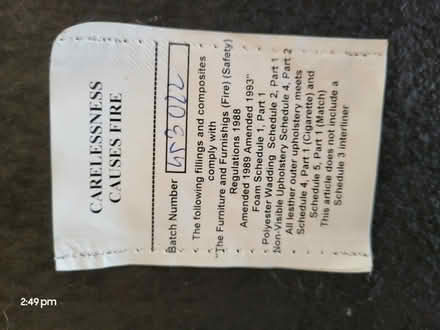 CARELESSNESS
CAUSES FIRE
Batch Number
The following fillings and composites
comply with
"The Furniture and Furnishigs (Fire) (Safety)
Regulations 1988
Amended 1989 Amended 1993"
Foam Schedule 1, Part 1
Polyester Wadding Schedule 2, Part 1
Non-Visible Upholstery Schedule 4, Part 2
All leather outer upholstery meets
Schedule 4, Part 1 (Cigarette) and
Schedule 5, Part 1 (Match)
This article does not include a
Schedule 3 interliner
2:49 pm